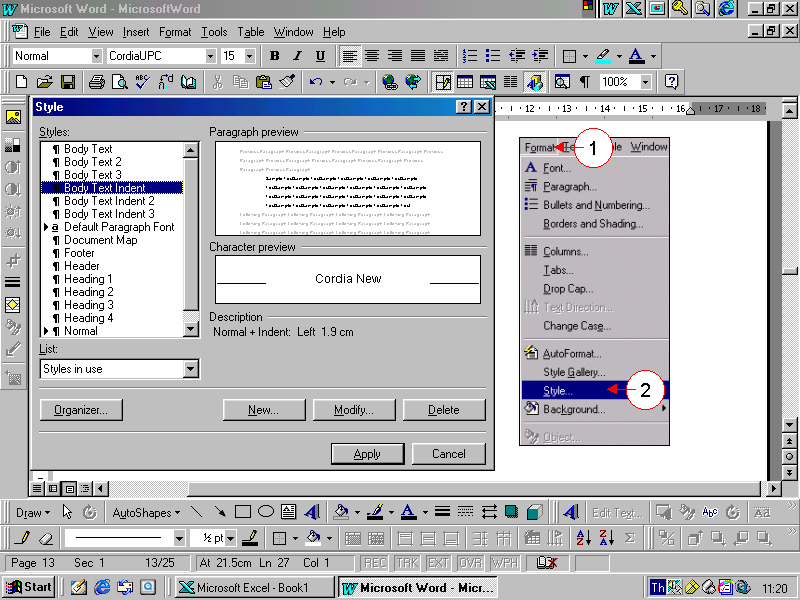 Microsoft Word - MicrosoftWord
File Edit View Insert Format Tools Table Window Help
Normal CordiaUPC 15 B I U
100%
Style
Styles:
Body Text
Body Text 2
Body Text 3
Body Text Indent
Body Text Indent 2
Body Text Indent 3
a Default Paragraph Font
Document Map
Footer
Header
Heading 1
Heading 2
Heading 3
Heading 4
Normal
List:
Styles in use
Paragraph preview
Character preview
Cordia New
Description
Normal + Indent: Left 1.9 cm
Organizer... New... Modify... Delete
Apply Cancel
12 13 14 15 16 17 18
Format 1 Window
Font...
Paragraph...
Bullets and Numbering...
Borders and Shading...
Columns...
Tabs...
Drop Cap...
Text Direction...
Change Case...
AutoFormat...
Style Gallery...
Style... 2
Background...
Object...
Draw AutoShapes Edit Text... Abc Aa
½ pt
Page 13 Sec 1 13/25 At 21.5cm Ln 27 Col 1 REC TRK EXT OVR WPH
Start Microsoft Excel - Book1 Microsoft Word - Micr... Th 11:20